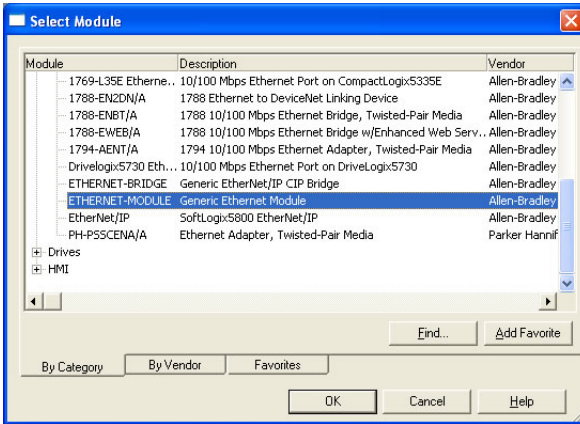 Select Module
Module Description Vendor
1769-L35E Etherne.. 10/100 Mbps Ethernet Port on CompactLogix5335E Allen-Bradley
1788-EN2DN/A 1788 Ethernet to DeviceNet Linking Device Allen-Bradley
1788-ENBT/A 1788 10/100 Mbps Ethernet Bridge, Twisted-Pair Media Allen-Bradley
1788-EWEB/A 1788 10/100 Mbps Ethernet Bridge w/Enhanced Web Serv.. Allen-Bradley
1794-AENT/A 1794 10/100 Mbps Ethernet Adapter, Twisted-Pair Media Allen-Bradley
Drivelogix5730 Eth... 10/100 Mbps Ethernet Port on DriveLogix5730 Allen-Bradley
ETHERNET-BRIDGE Generic EtherNet/IP CIP Bridge Allen-Bradley
ETHERNET-MODULE Generic Ethernet Module Allen-Bradley
EtherNet/IP SoftLogix5800 EtherNet/IP Allen-Bradley
PH-PSSCENA/A Ethernet Adapter, Twisted-Pair Media Parker Hannif
Drives
HMI
Find... Add Favorite
By Category By Vendor Favorites
OK Cancel Help